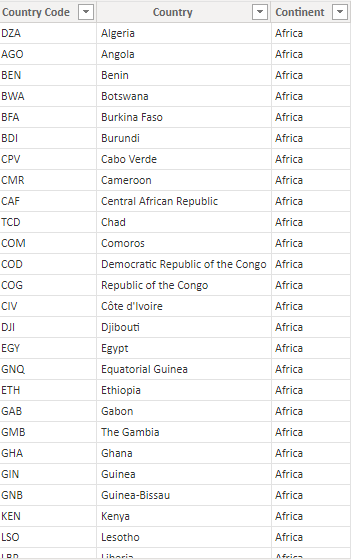 Country Code Country Continent
DZA Algeria Africa
AGO Angola Africa
BEN Benin Africa
BWA Botswana Africa
BFA Burkina Faso Africa
BDI Burundi Africa
CPV Cabo Verde Africa
CMR Cameroon Africa
CAF Central African Republic Africa
TCD Chad Africa
COM Comoros Africa
COD Democratic Republic of the Congo Africa
COG Republic of the Congo Africa
CIV Côte d'Ivoire Africa
DJI Djibouti Africa
EGY Egypt Africa
GNQ Equatorial Guinea Africa
ETH Ethiopia Africa
GAB Gabon Africa
GMB The Gambia Africa
GHA Ghana Africa
GIN Guinea Africa
GNB Guinea-Bissau Africa
KEN Kenya Africa
LSO Lesotho Africa
LBR Liberia Africa